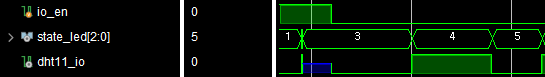 io_en 0
state_led[2:0] 5 1 3 4 5
dht11_io 0